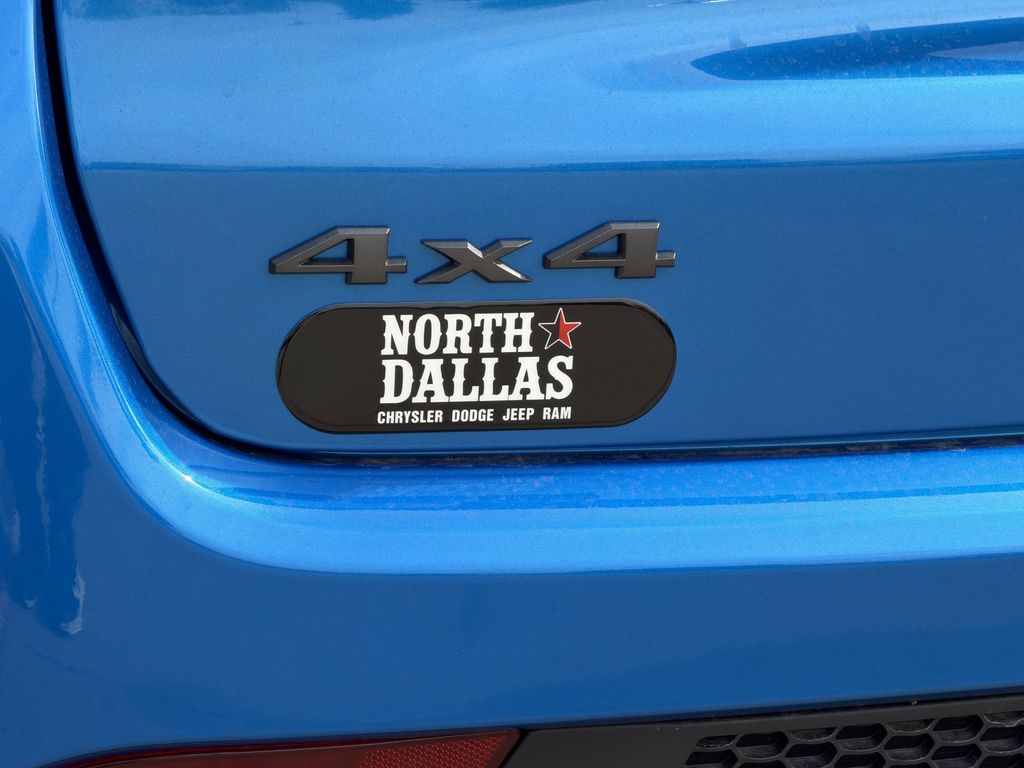 4x4
NORTH
DALLAS
CHRYSLER DODGE JEEP RAM